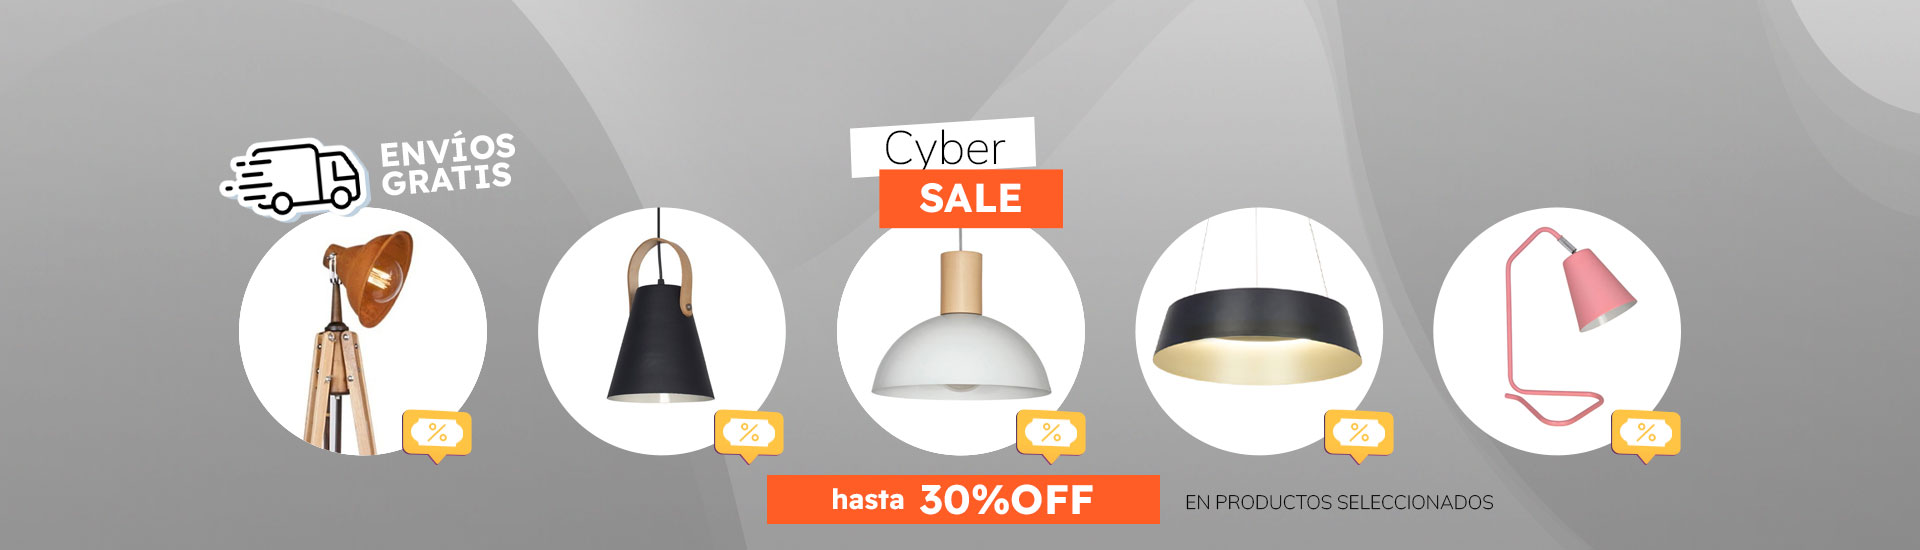 ENVÍOS
GRATIS
Cyber
SALE
%
%
%
%
%
hasta 30%OFF
EN PRODUCTOS SELECCIONADOS